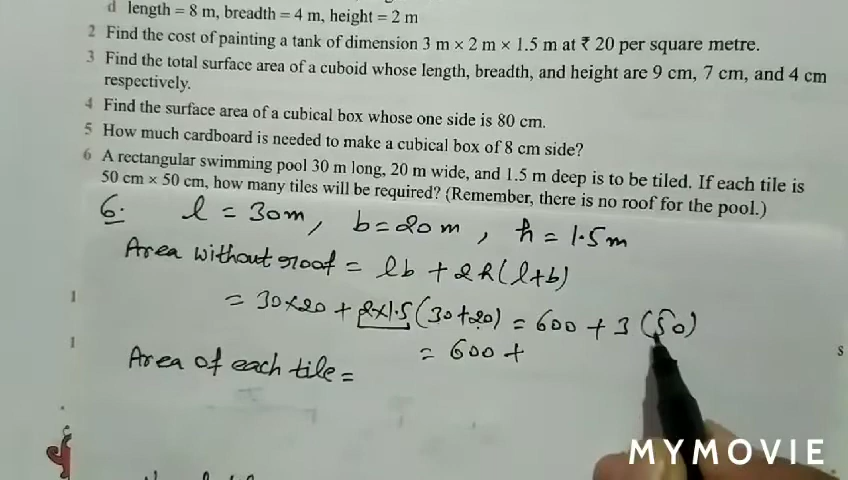 d length = 8 m, breadth = 4 m, height = 2 m
2 Find the cost of painting a tank of dimension 3 m × 2 m × 1.5 m at ₹ 20 per square metre.
3 Find the total surface area of a cuboid whose length, breadth, and height are 9 cm, 7 cm, and 4 cm
respectively.
4 Find the surface area of a cubical box whose one side is 80 cm.
5 How much cardboard is needed to make a cubical box of 8 cm side?
6 A rectangular swimming pool 30 m long, 20 m wide, and 1.5 m deep is to be tiled. If each tile is
50 cm × 50 cm, how many tiles will be required? (Remember, there is no roof for the pool.)
6. l = 30m, b = 20m, h = 1.5m
Area without roof = lb + 2h(l+b)
= 30×20 + 2×1.5(30+20) = 600 + 3(50)
= 600 +
Area of each tile =
MYMOVIE